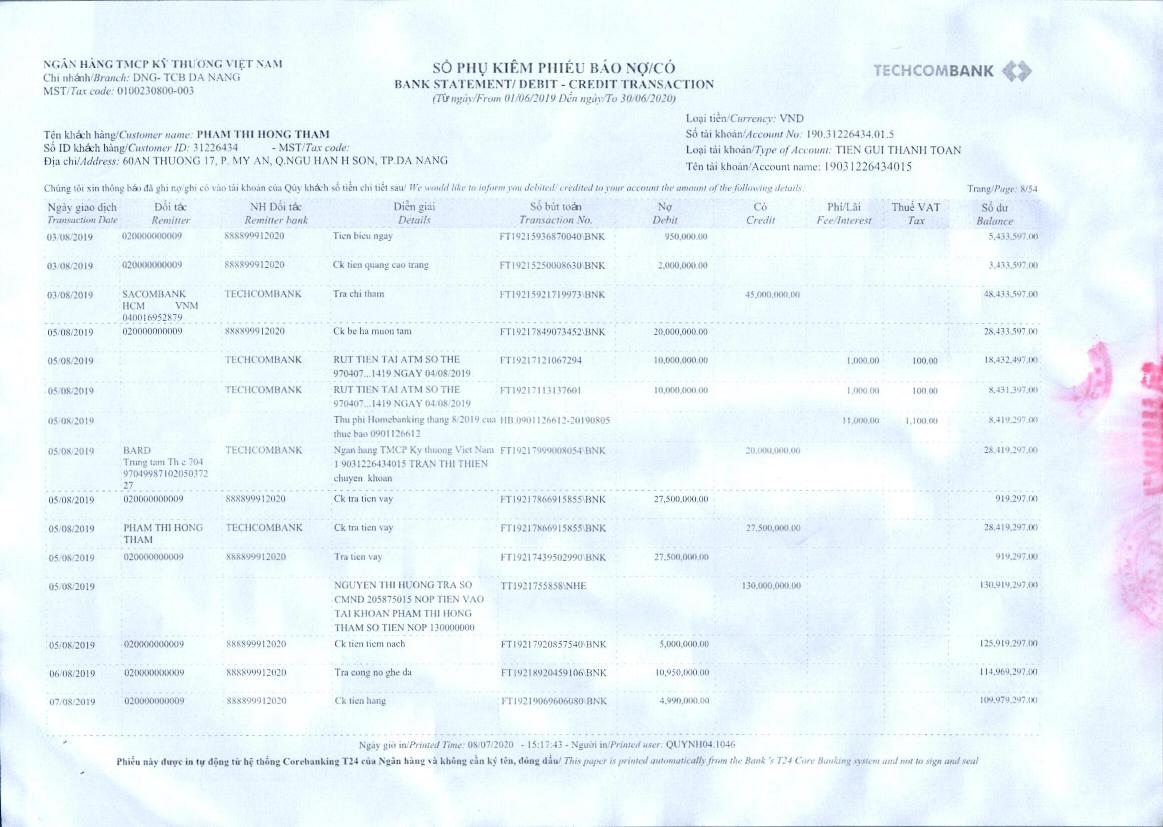 NGÂN HÀNG TMCP KỸ THƯƠNG VIỆT NAM
Chi nhánh/Branch: DNG- TCB DA NANG
MST/Tax code: 0100230800-003
SỔ PHỤ KIÊM PHIẾU BÁO NỢ/CÓ
BANK STATEMENT/ DEBIT - CREDIT TRANSACTION
(Từ ngày/From 01/06/2019 Đến ngày/To 30/06/2020)
TECHCOMBANK
Loại tiền/Currency: VND
Tên khách hàng/Customer name: PHAM THI HONG THAM
Số tài khoản/Account No: 190.31226434.01.5
Số ID khách hàng/Customer ID: 31226434 - MST/Tax code:
Loại tài khoản/Type of Account: TIEN GUI THANH TOAN
Địa chỉ/Address: 60AN THUONG 17, P. MY AN, Q.NGU HAN H SON, TP.DA NANG
Tên tài khoản/Account name: 19031226434015
Chúng tôi xin thông báo đã ghi nợ/ghi có vào tài khoản của Qúy khách số tiền chi tiết sau/ We would like to inform you debited/ credited to your account the amount of the following details:
Trang/Page: 8/54
Ngày giao dịch Đối tác NH Đối tác Diễn giải Số bút toán Nợ Có Phí/Lãi Thuế VAT Số dư
Transaction Date Remitter Remitter bank Details Transaction No. Debit Credit Fee/Interest Tax Balance
03/08/2019 020000000009 888899912020 Tien bieu ngay FT19215936870040\BNK 950,000.00 5,433,597.00
03/08/2019 020000000009 888899912020 Ck tien quang cao trang FT19215250008630\BNK 2,000,000.00 3,433,597.00
03/08/2019 SACOMBANK TECHCOMBANK Tra chi tham FT19215921719973\BNK 45,000,000.00 48,433,597.00
HCM VNM
040016952879
05/08/2019 020000000009 888899912020 Ck be ha muon tam FT19217849073452\BNK 20,000,000.00 28,433,597.00
05/08/2019 TECHCOMBANK RUT TIEN TAI ATM SO THE FT19217121067294 10,000,000.00 1,000.00 100.00 18,432,497.00
970407...1419 NGAY 04/08/2019
05/08/2019 TECHCOMBANK RUT TIEN TAI ATM SO THE FT19217113137601 10,000,000.00 1,000.00 100.00 8,431,397.00
970407...1419 NGAY 04/08/2019
05/08/2019 Thu phi Homebanking thang 8/2019 cua HB.0901126612-20190805 11,000.00 1,100.00 8,419,297.00
thue bao 0901126612
05/08/2019 BARD TECHCOMBANK Ngan hang TMCP Ky thuong Viet Nam FT19217999008054\BNK 20,000,000.00 28,419,297.00
Trung tam Th e 704 1 9031226434015 TRAN THI THIEN
97049987102050372 chuyen khoan
27
05/08/2019 020000000009 888899912020 Ck tra tien vay FT19217866915855\BNK 27,500,000.00 919,297.00
05/08/2019 PHAM THI HONG TECHCOMBANK Ck tra tien vay FT19217866915855\BNK 27,500,000.00 28,419,297.00
THAM
05/08/2019 020000000009 888899912020 Tra tien vay FT19217439502990\BNK 27,500,000.00 919,297.00
05/08/2019 NGUYEN THI HUONG TRA SO TT1921755858\NHE 130,000,000.00 130,919,297.00
CMND 205875015 NOP TIEN VAO
TAI KHOAN PHAM THI HONG
THAM SO TIEN NOP 130000000
05/08/2019 020000000009 888899912020 Ck tien tiem nach FT19217920857540\BNK 5,000,000.00 125,919,297.00
06/08/2019 020000000009 888899912020 Tra cong no ghe da FT19218920459106\BNK 10,950,000.00 114,969,297.00
07/08/2019 020000000009 888899912020 Ck tien hang FT19219069606080\BNK 4,990,000.00 109,979,297.00
Ngày giờ in/Printed Time: 08/07/2020 - 15:17:43 - Người in/Printed user: QUYNH04.1046
Phiếu này được in tự động từ hệ thống Corebanking T24 của Ngân hàng và không cần ký tên, đóng dấu/ This paper is printed automatically from the Bank 's T24 Core Banking system and not to sign and seal